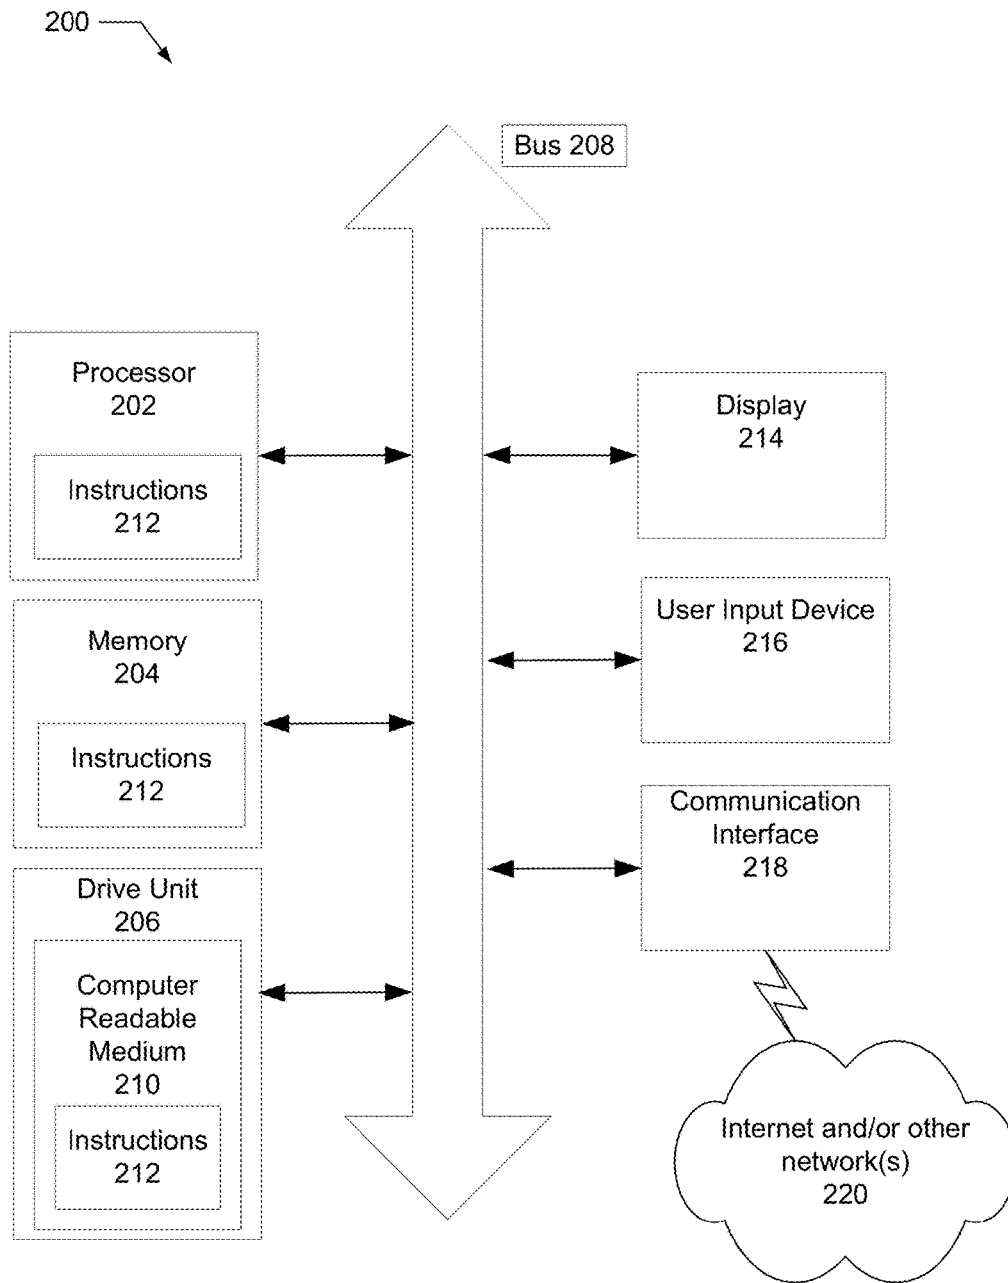 200
Bus 208
Processor
202
Instructions
212
Memory
204
Instructions
212
Drive Unit
206
Computer
Readable
Medium
210
Instructions
212
Display
214
User Input Device
216
Communication
Interface
218
Internet and/or other
network(s)
220